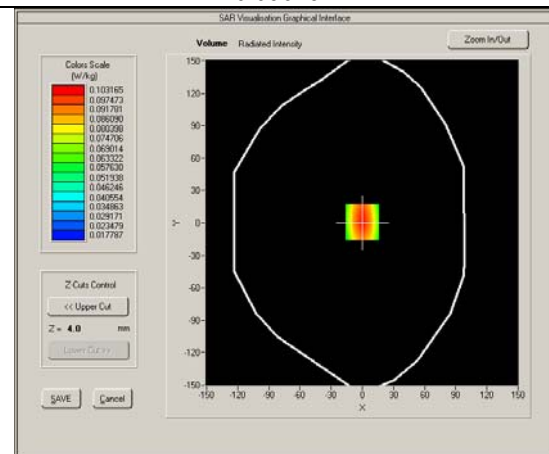 SAR Visualisation Graphical Interface
Volume Radiated Intensity
Zoom In/Out
Colors Scale
(W/kg)
0.103165
0.097473
0.091781
0.086090
0.080398
0.074706
0.069014
0.063322
0.057630
0.051938
0.046246
0.040554
0.034863
0.029171
0.023479
0.017787
Z Cuts Control
<< Upper Cut
Z = 4.0 mm
Lower Cut >>
SAVE Cancel
150
120
90
60
30
0
-30
-60
-90
-120
-150
Y
-150 -120 -90 -60 -30 0 30 60 90 120 150
X